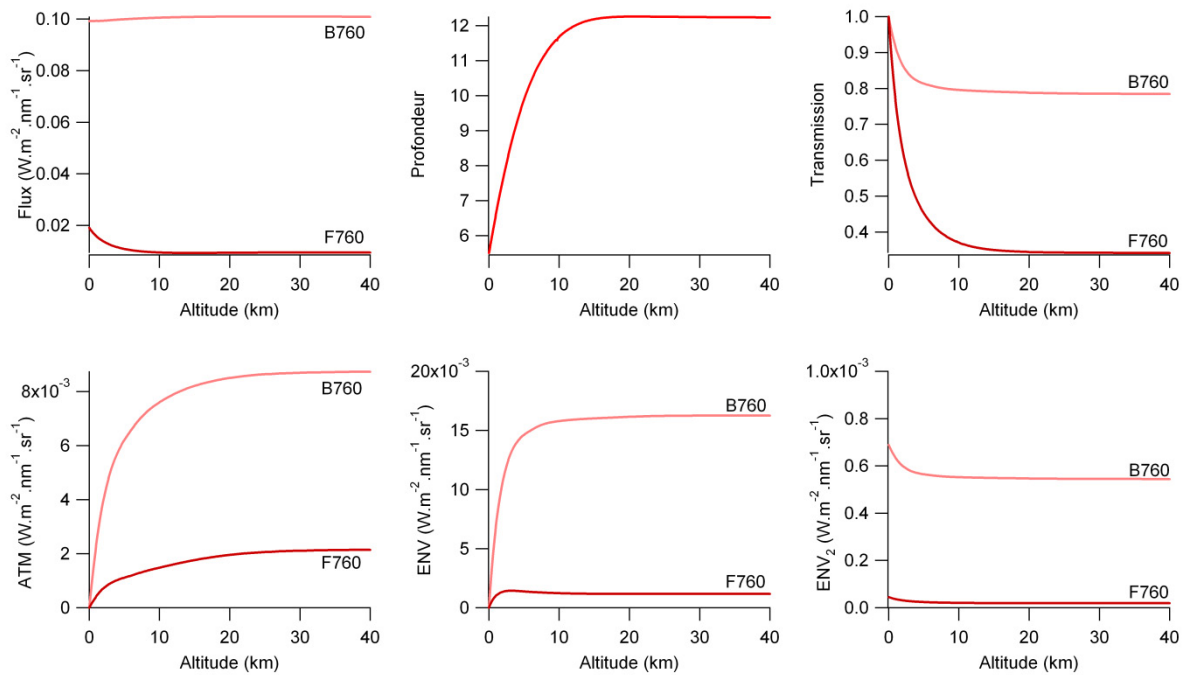 Flux (W.m⁻².nm⁻¹.sr⁻¹)
0.10
0.08
0.06
0.04
0.02
B760
F760
0 10 20 30 40
Altitude (km)
Profondeur
12
11
10
9
8
7
6
0 10 20 30 40
Altitude (km)
Transmission
1.0
0.9
0.8
0.7
0.6
0.5
0.4
B760
F760
0 10 20 30 40
Altitude (km)
ATM (W.m⁻².nm⁻¹.sr⁻¹)
8x10⁻³
6
4
2
0
B760
F760
0 10 20 30 40
Altitude (km)
ENV (W.m⁻².nm⁻¹.sr⁻¹)
20x10⁻³
15
10
5
0
B760
F760
0 10 20 30 40
Altitude (km)
ENV₂ (W.m⁻².nm⁻¹.sr⁻¹)
1.0x10⁻³
0.8
0.6
0.4
0.2
0.0
B760
F760
0 10 20 30 40
Altitude (km)